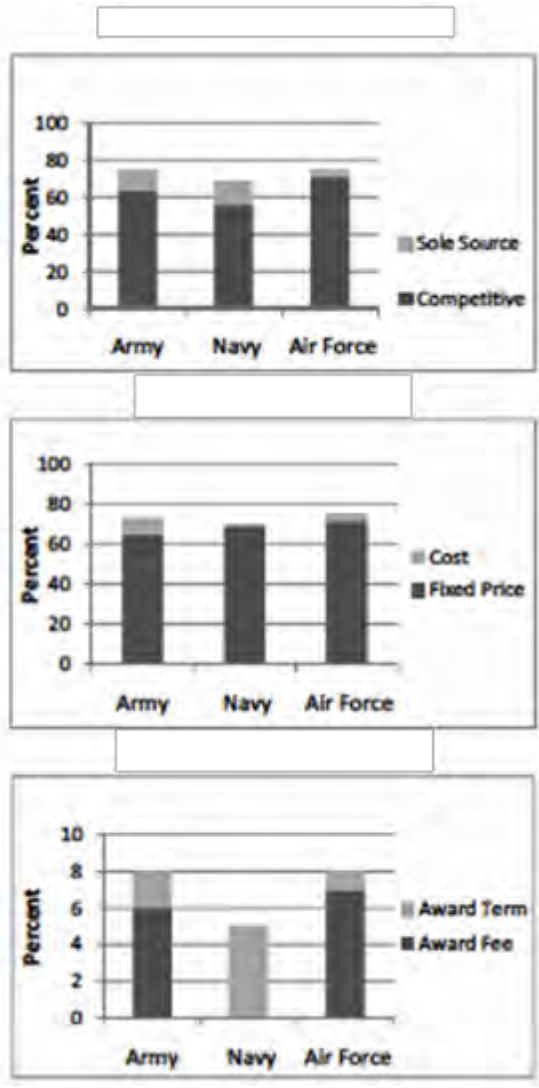 100
80
60
40
20
0
Percent
Army Navy Air Force
Sole Source
Competitive
100
80
60
40
20
0
Percent
Army Navy Air Force
Cost
Fixed Price
10
8
6
4
2
0
Percent
Army Navy Air Force
Award Term
Award Fee